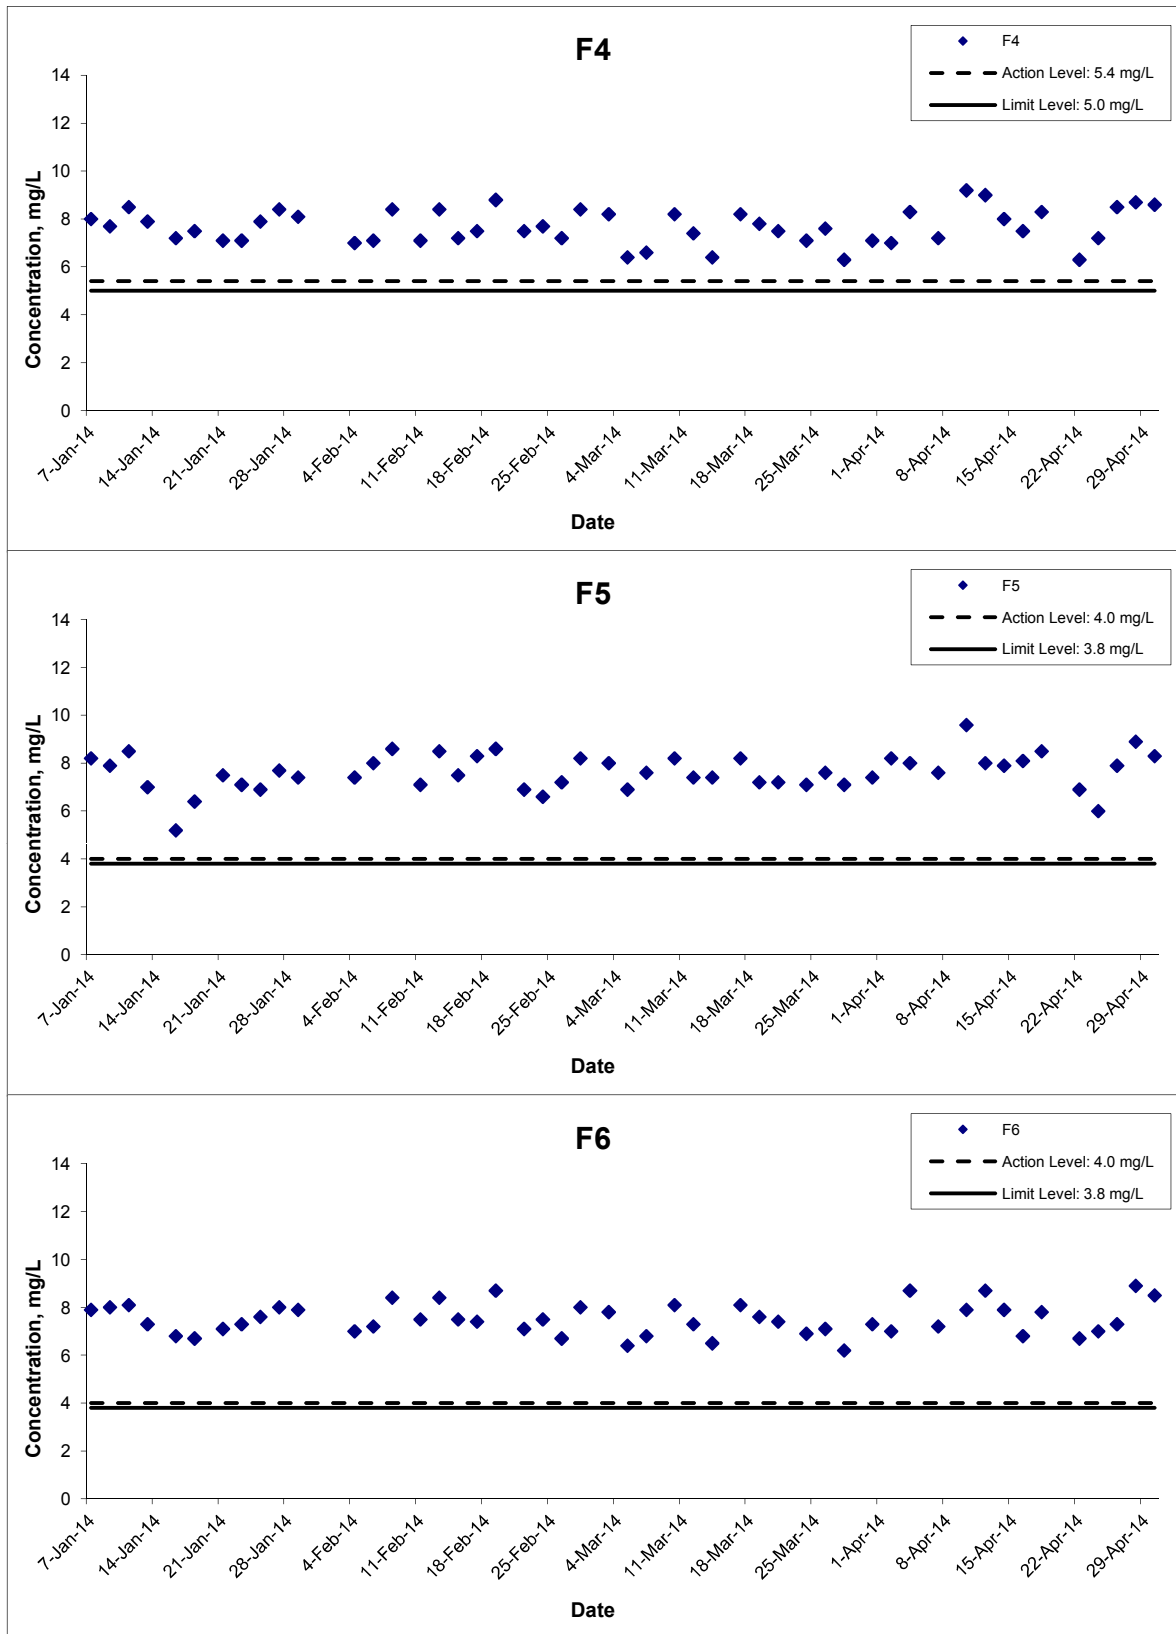 F4
F4
Action Level: 5.4 mg/L
Limit Level: 5.0 mg/L
Concentration, mg/L
14
12
10
8
6
4
2
0
7-Jan-14
14-Jan-14
21-Jan-14
28-Jan-14
4-Feb-14
11-Feb-14
18-Feb-14
25-Feb-14
4-Mar-14
11-Mar-14
18-Mar-14
25-Mar-14
1-Apr-14
8-Apr-14
15-Apr-14
22-Apr-14
29-Apr-14
Date
F5
F5
Action Level: 4.0 mg/L
Limit Level: 3.8 mg/L
Concentration, mg/L
14
12
10
8
6
4
2
0
7-Jan-14
14-Jan-14
21-Jan-14
28-Jan-14
4-Feb-14
11-Feb-14
18-Feb-14
25-Feb-14
4-Mar-14
11-Mar-14
18-Mar-14
25-Mar-14
1-Apr-14
8-Apr-14
15-Apr-14
22-Apr-14
29-Apr-14
Date
F6
F6
Action Level: 4.0 mg/L
Limit Level: 3.8 mg/L
Concentration, mg/L
14
12
10
8
6
4
2
0
7-Jan-14
14-Jan-14
21-Jan-14
28-Jan-14
4-Feb-14
11-Feb-14
18-Feb-14
25-Feb-14
4-Mar-14
11-Mar-14
18-Mar-14
25-Mar-14
1-Apr-14
8-Apr-14
15-Apr-14
22-Apr-14
29-Apr-14
Date